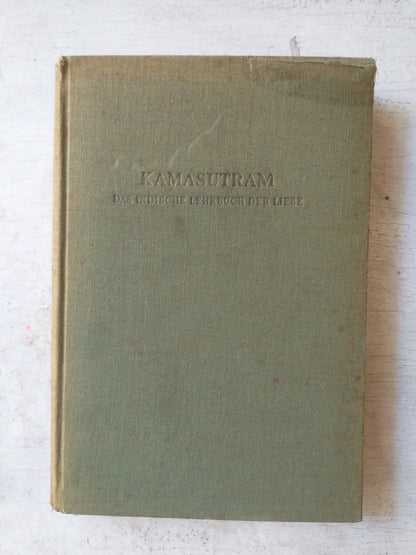 KAMASUTRAM
DAS INDISCHE LEHRBUCH DER LIEBE